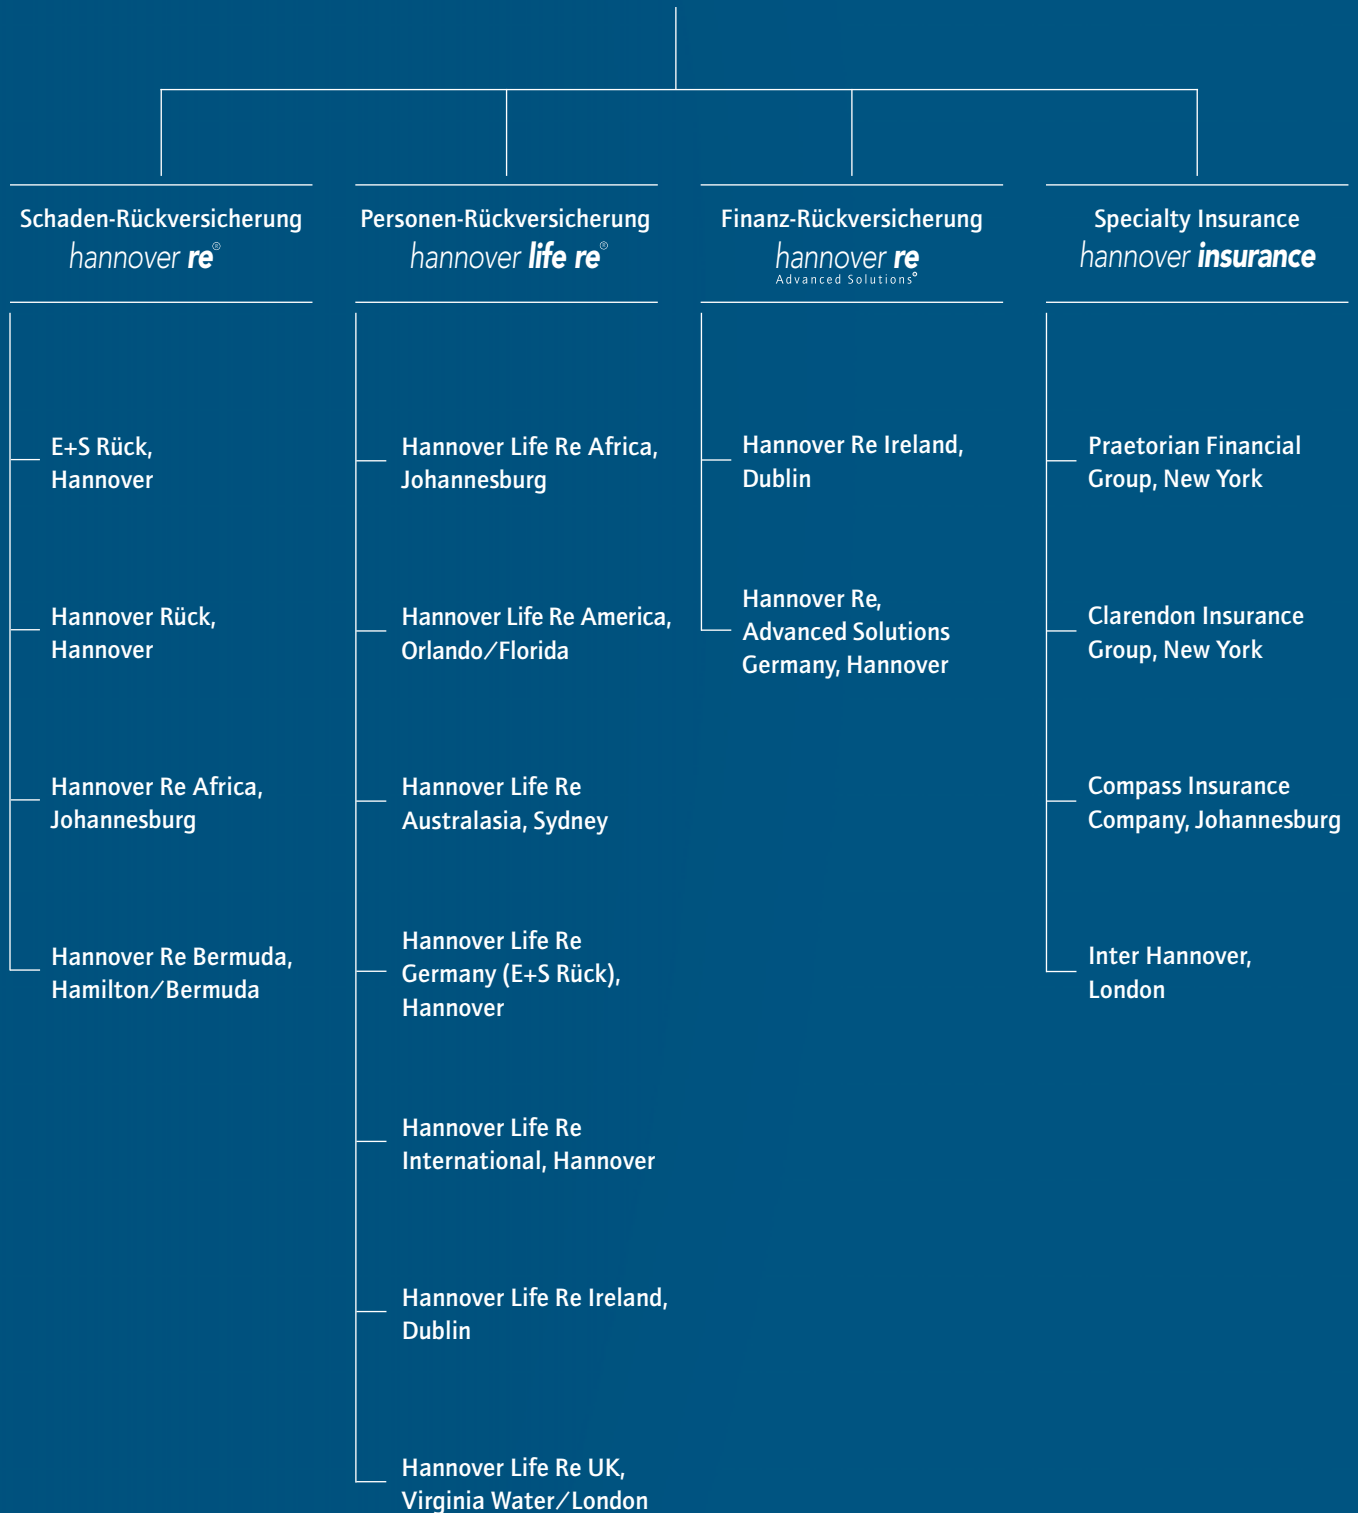 Schaden-Rückversicherung
hannover re®
E+S Rück,
Hannover
Hannover Rück,
Hannover
Hannover Re Africa,
Johannesburg
Hannover Re Bermuda,
Hamilton/Bermuda
Personen-Rückversicherung
hannover life re®
Hannover Life Re Africa,
Johannesburg
Hannover Life Re America,
Orlando/Florida
Hannover Life Re
Australasia, Sydney
Hannover Life Re
Germany (E+S Rück),
Hannover
Hannover Life Re
International, Hannover
Hannover Life Re Ireland,
Dublin
Hannover Life Re UK,
Virginia Water/London
Finanz-Rückversicherung
hannover re
Advanced Solutions®
Hannover Re Ireland,
Dublin
Hannover Re,
Advanced Solutions
Germany, Hannover
Specialty Insurance
hannover insurance
Praetorian Financial
Group, New York
Clarendon Insurance
Group, New York
Compass Insurance
Company, Johannesburg
Inter Hannover,
London